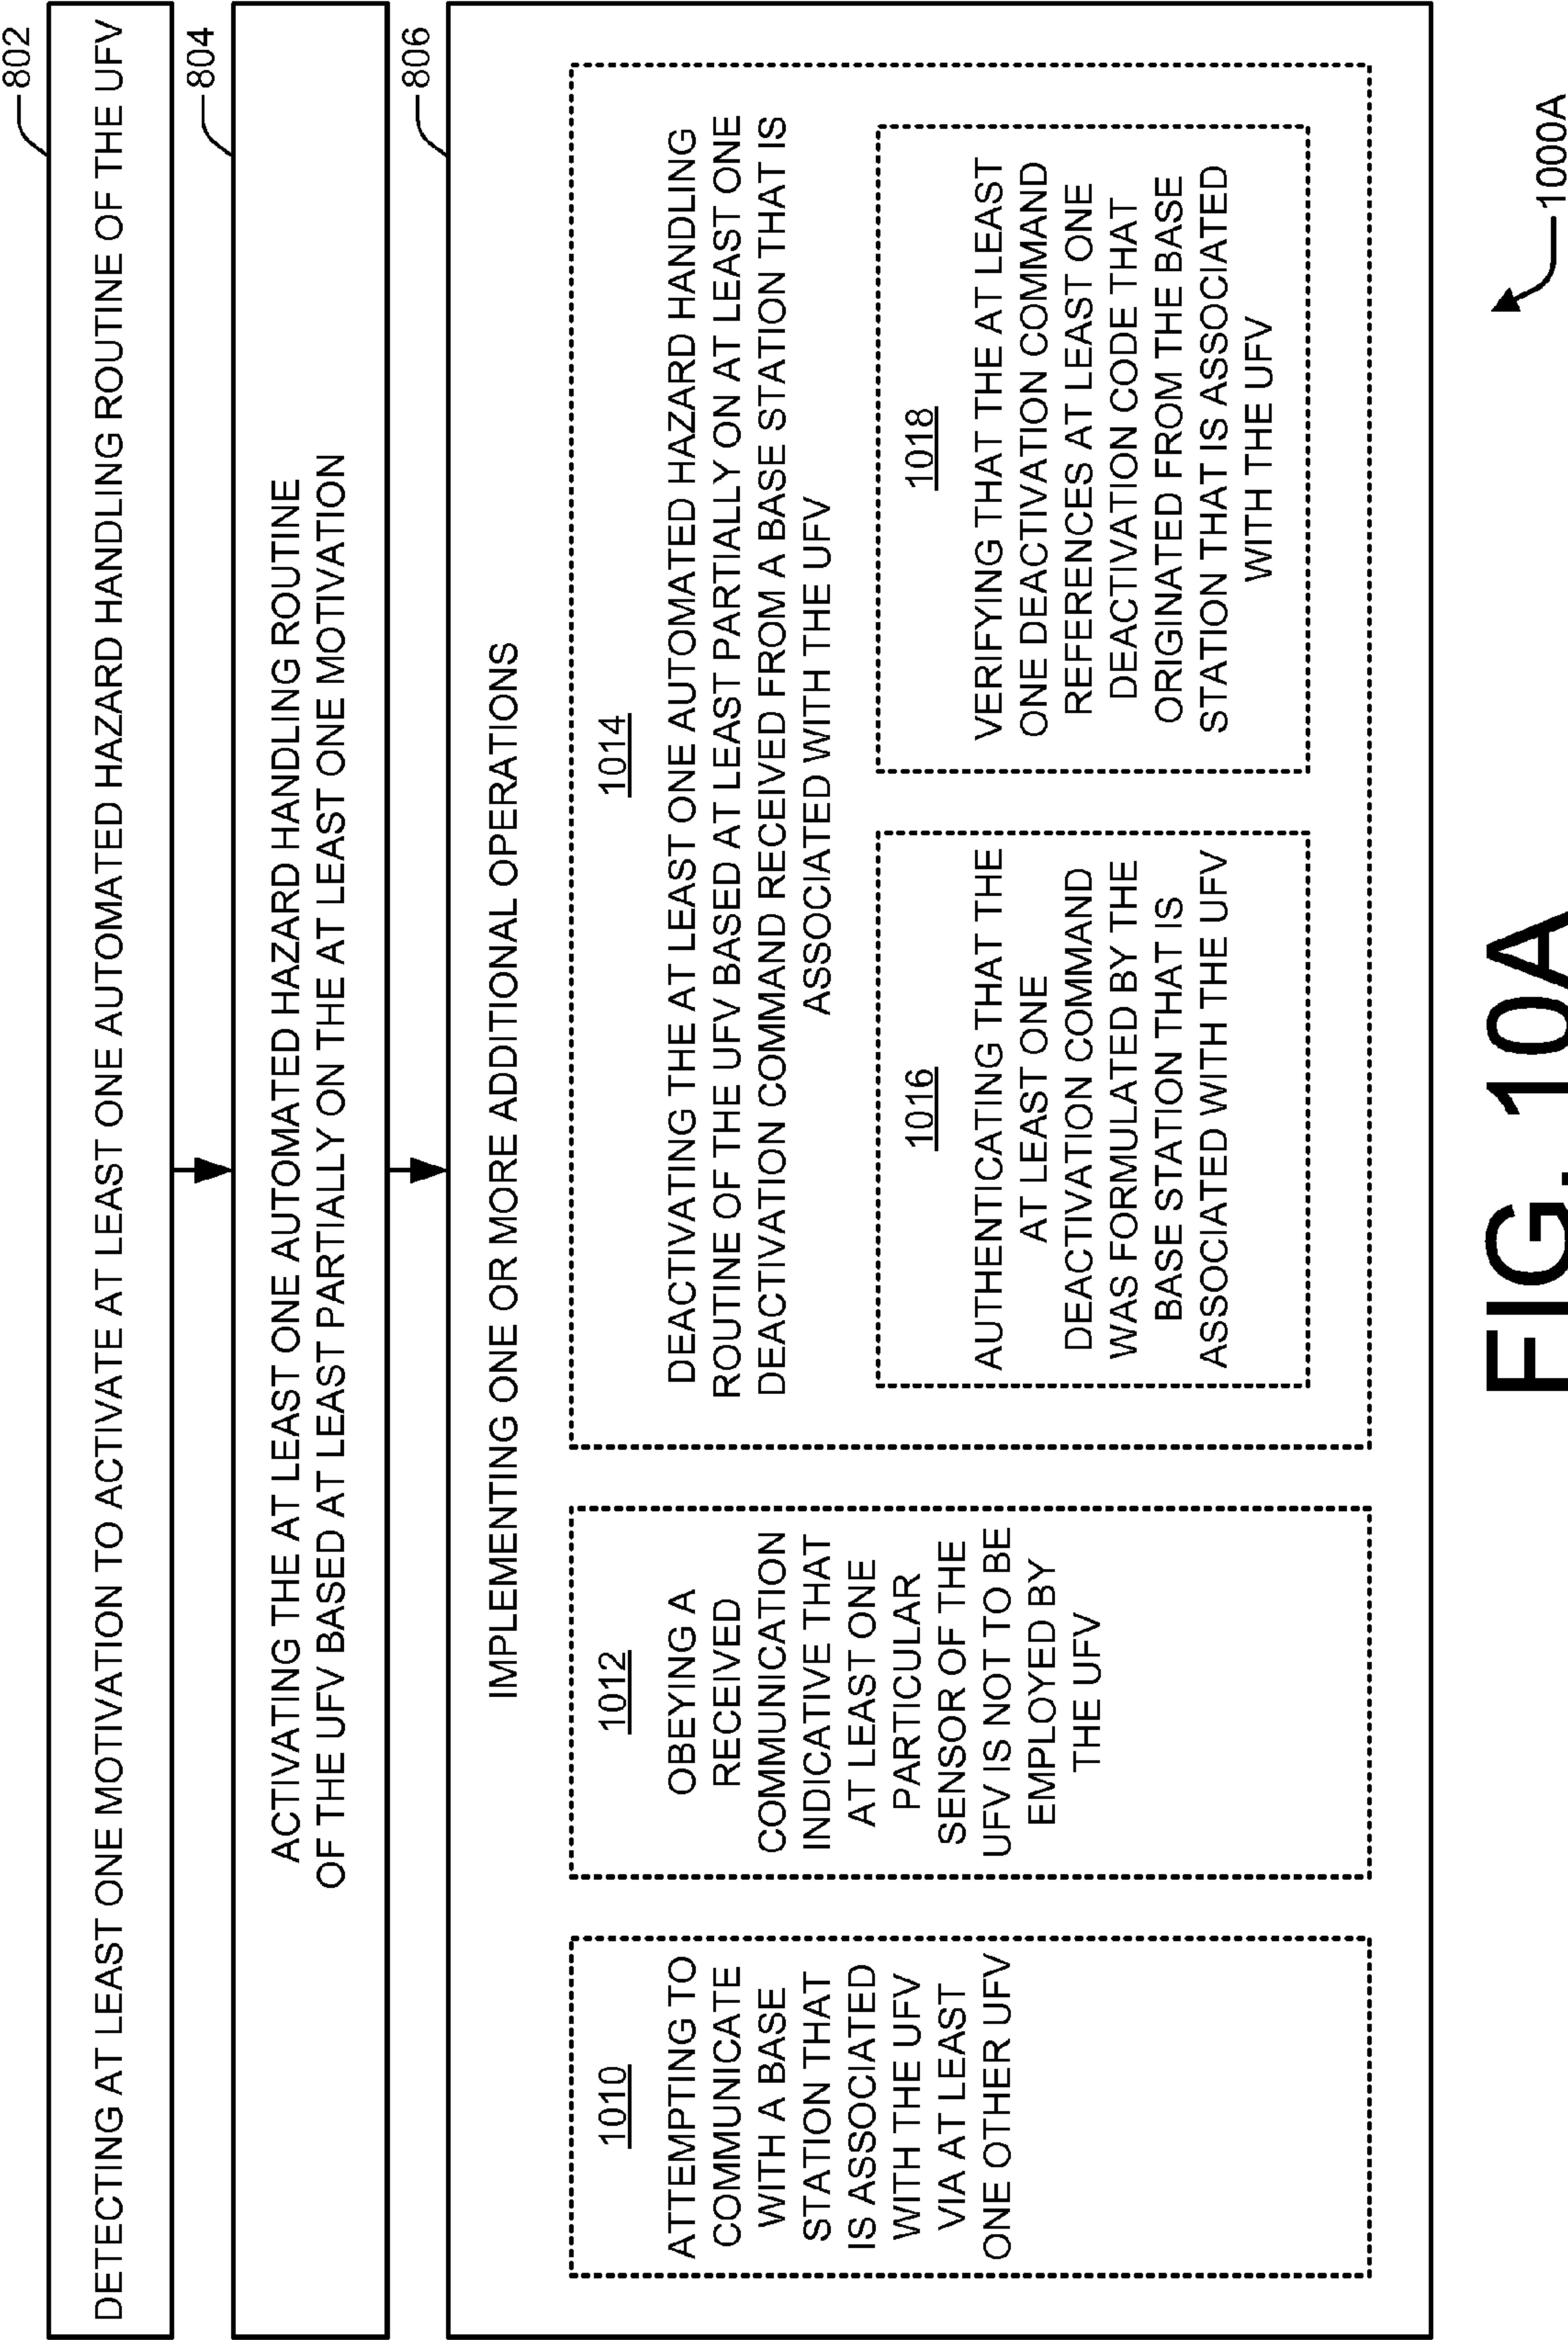 802
DETECTING AT LEAST ONE MOTIVATION TO ACTIVATE AT LEAST ONE AUTOMATED HAZARD HANDLING ROUTINE OF THE UFV
804
ACTIVATING THE AT LEAST ONE AUTOMATED HAZARD HANDLING ROUTINE
OF THE UFV BASED AT LEAST PARTIALLY ON THE AT LEAST ONE MOTIVATION
806
IMPLEMENTING ONE OR MORE ADDITIONAL OPERATIONS
1010
ATTEMPTING TO
COMMUNICATE
WITH A BASE
STATION THAT
IS ASSOCIATED
WITH THE UFV
VIA AT LEAST
ONE OTHER UFV
1012
OBEYING A
RECEIVED
COMMUNICATION
INDICATIVE THAT
AT LEAST ONE
PARTICULAR
SENSOR OF THE
UFV IS NOT TO BE
EMPLOYED BY
THE UFV
1014
DEACTIVATING THE AT LEAST ONE AUTOMATED HAZARD HANDLING
ROUTINE OF THE UFV BASED AT LEAST PARTIALLY ON AT LEAST ONE
DEACTIVATION COMMAND RECEIVED FROM A BASE STATION THAT IS
ASSOCIATED WITH THE UFV
1016
AUTHENTICATING THAT THE
AT LEAST ONE
DEACTIVATION COMMAND
WAS FORMULATED BY THE
BASE STATION THAT IS
ASSOCIATED WITH THE UFV
1018
VERIFYING THAT THE AT LEAST
ONE DEACTIVATION COMMAND
REFERENCES AT LEAST ONE
DEACTIVATION CODE THAT
ORIGINATED FROM THE BASE
STATION THAT IS ASSOCIATED
WITH THE UFV
1000A
FIG. 10A